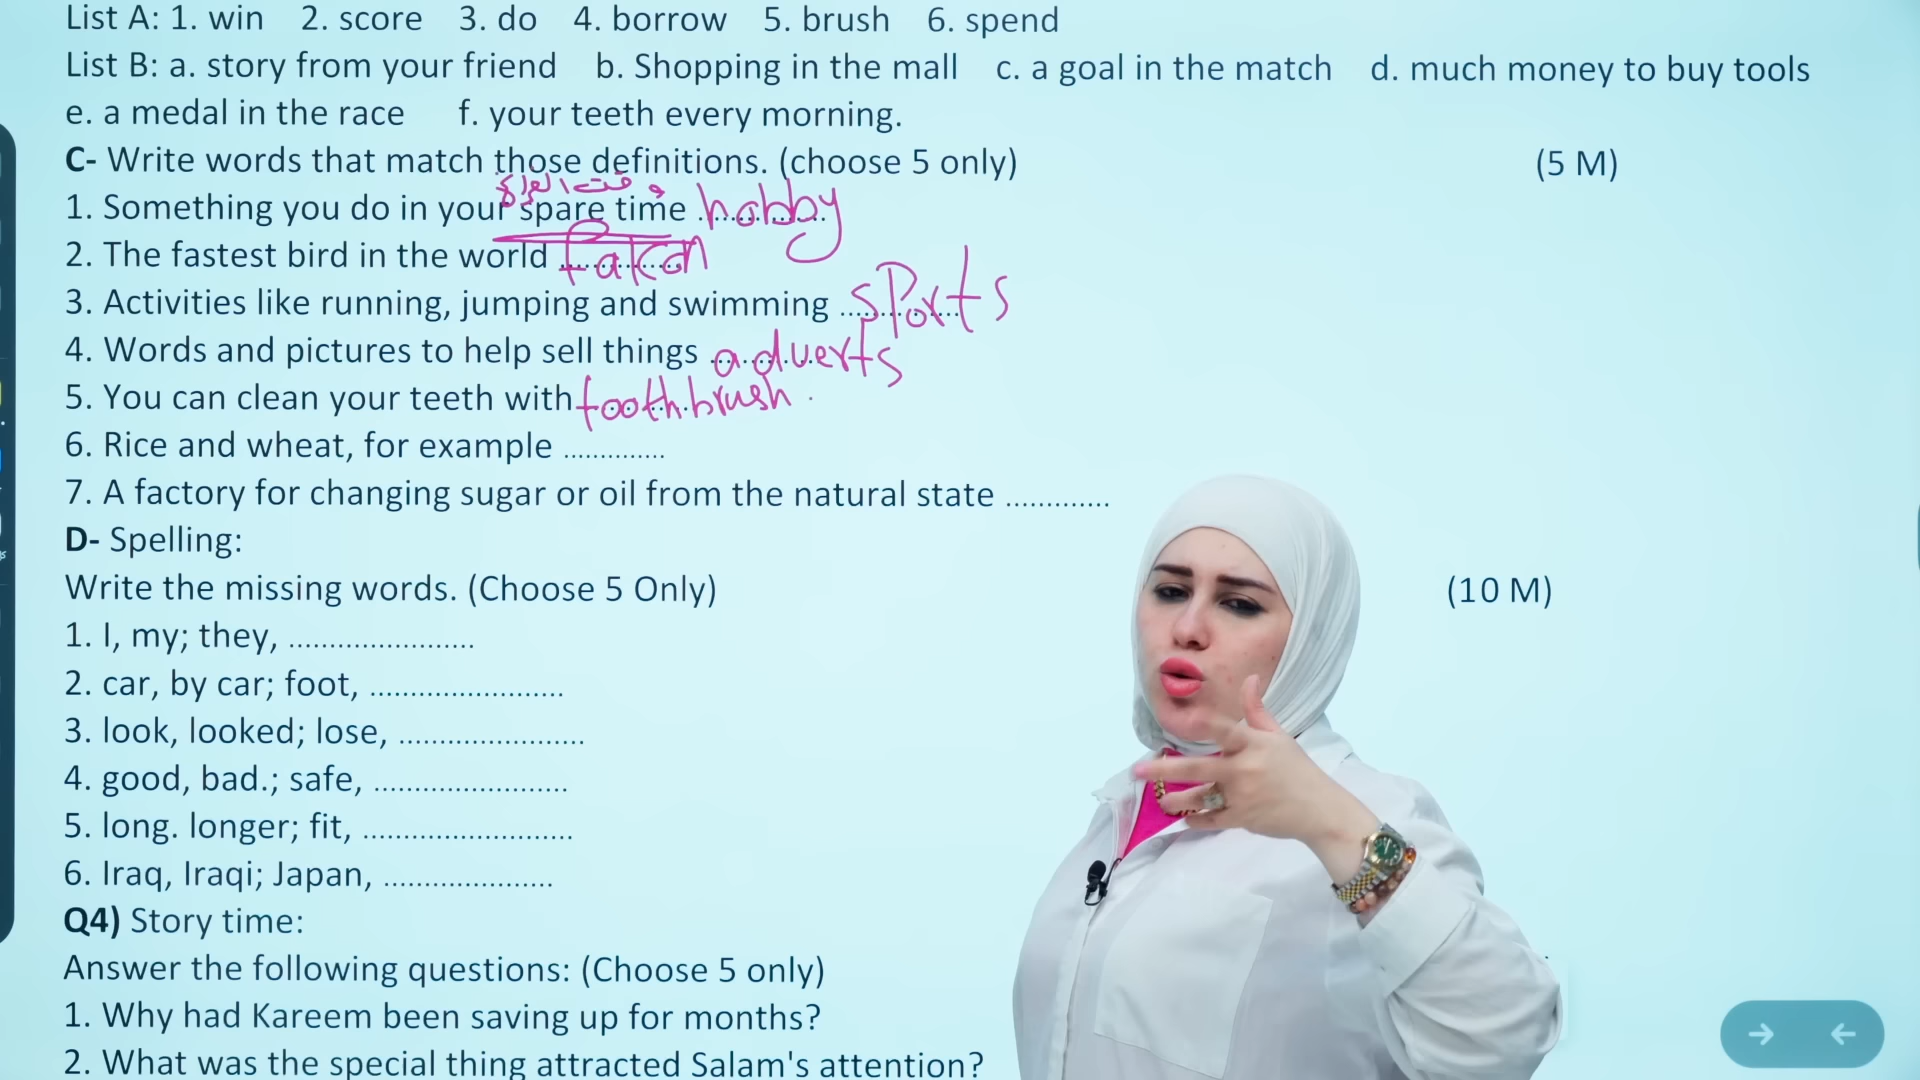 List A: 1. win 2. score 3. do 4. borrow 5. brush 6. spend
List B: a. story from your friend b. Shopping in the mall c. a goal in the match d. much money to buy tools
e. a medal in the race f. your teeth every morning.
C- Write words that match those definitions. (choose 5 only) (5 M)
وقت الفراغ
1. Something you do in your spare time .............. hobby
2. The fastest bird in the world .............. falcon
3. Activities like running, jumping and swimming .............. sports
4. Words and pictures to help sell things .............. adverts
5. You can clean your teeth with .............. toothbrush
6. Rice and wheat, for example ..............
7. A factory for changing sugar or oil from the natural state .............
D- Spelling:
Write the missing words. (Choose 5 Only) (10 M)
1. I, my; they, .......................
2. car, by car; foot, ........................
3. look, looked; lose, .......................
4. good, bad.; safe, ........................
5. long. longer; fit, ..........................
6. Iraq, Iraqi; Japan, .....................
Q4) Story time:
Answer the following questions: (Choose 5 only)
1. Why had Kareem been saving up for months?
2. What was the special thing attracted Salam's attention?